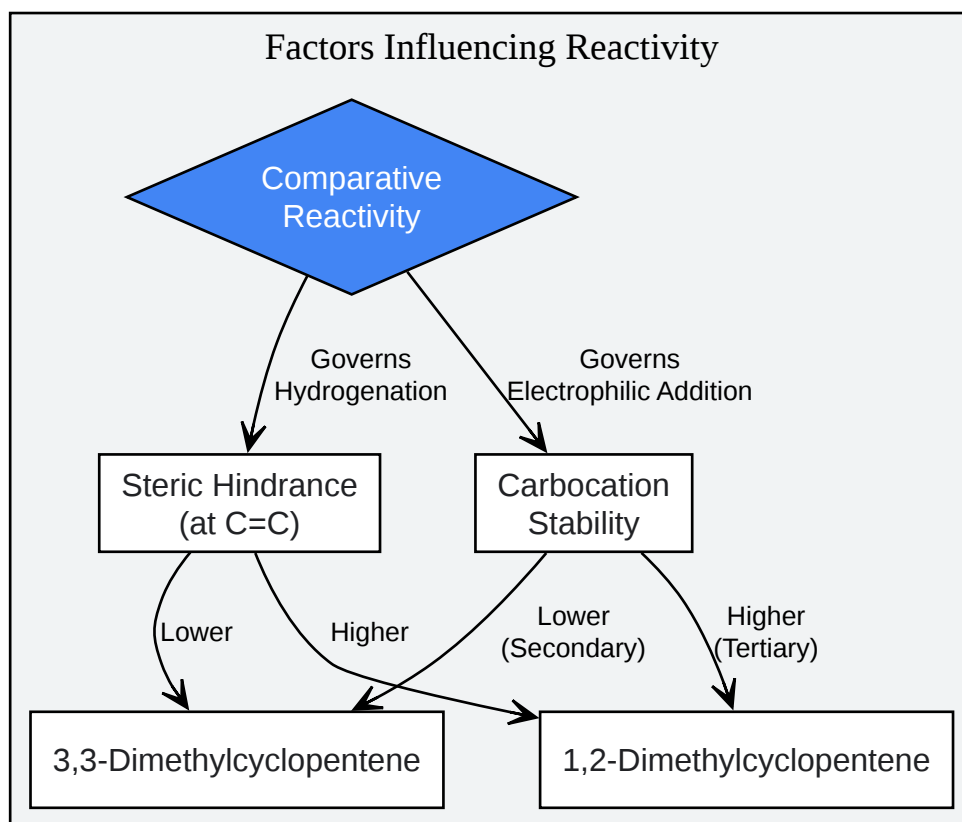 Factors Influencing Reactivity
Comparative
Reactivity
Governs
Hydrogenation
Governs
Electrophilic Addition
Steric Hindrance
(at C=C)
Carbocation
Stability
Lower
Higher
Lower
(Secondary)
Higher
(Tertiary)
3,3-Dimethylcyclopentene
1,2-Dimethylcyclopentene